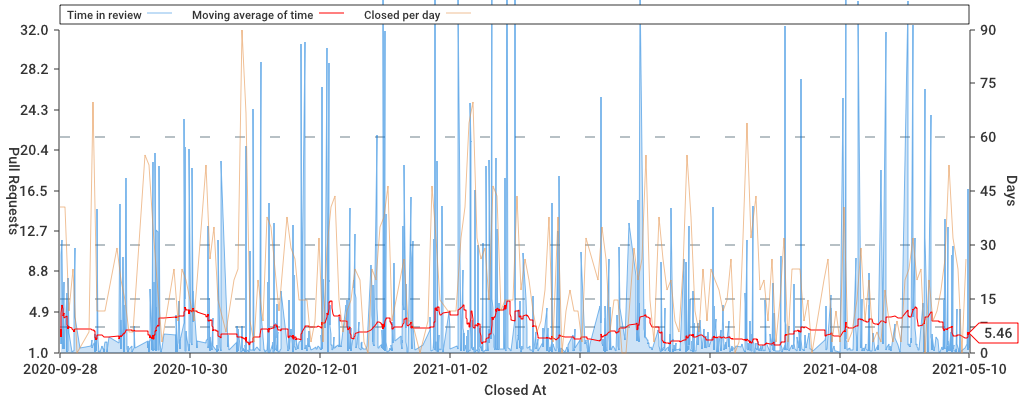 Time in review Moving average of time Closed per day
32.0 90
28.2 75
24.3
20.4 60
16.5 45
12.7 30
8.8
4.9 15
5.46
1.0 0
Pull Requests
Days
2020-09-28 2020-10-30 2020-12-01 2021-01-02 2021-02-03 2021-03-07 2021-04-08 2021-05-10
Closed At